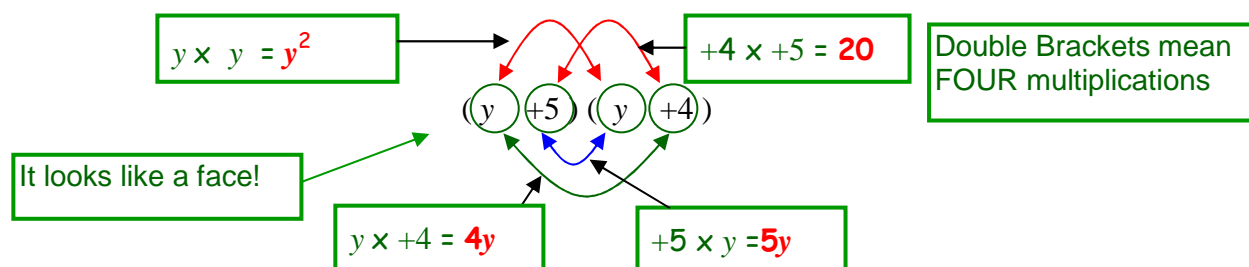 y x y = y²
+4 x +5 = 20
Double Brackets mean
FOUR multiplications
( y +5 ) ( y +4 )
It looks like a face!
y x +4 = 4y
+5 x y =5y